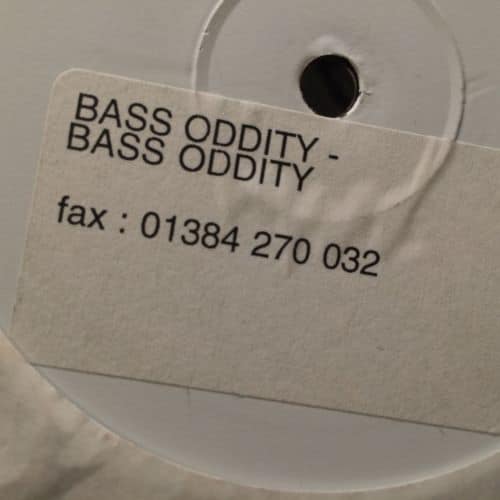 BASS ODDITY -
BASS ODDITY
fax : 01384 270 032